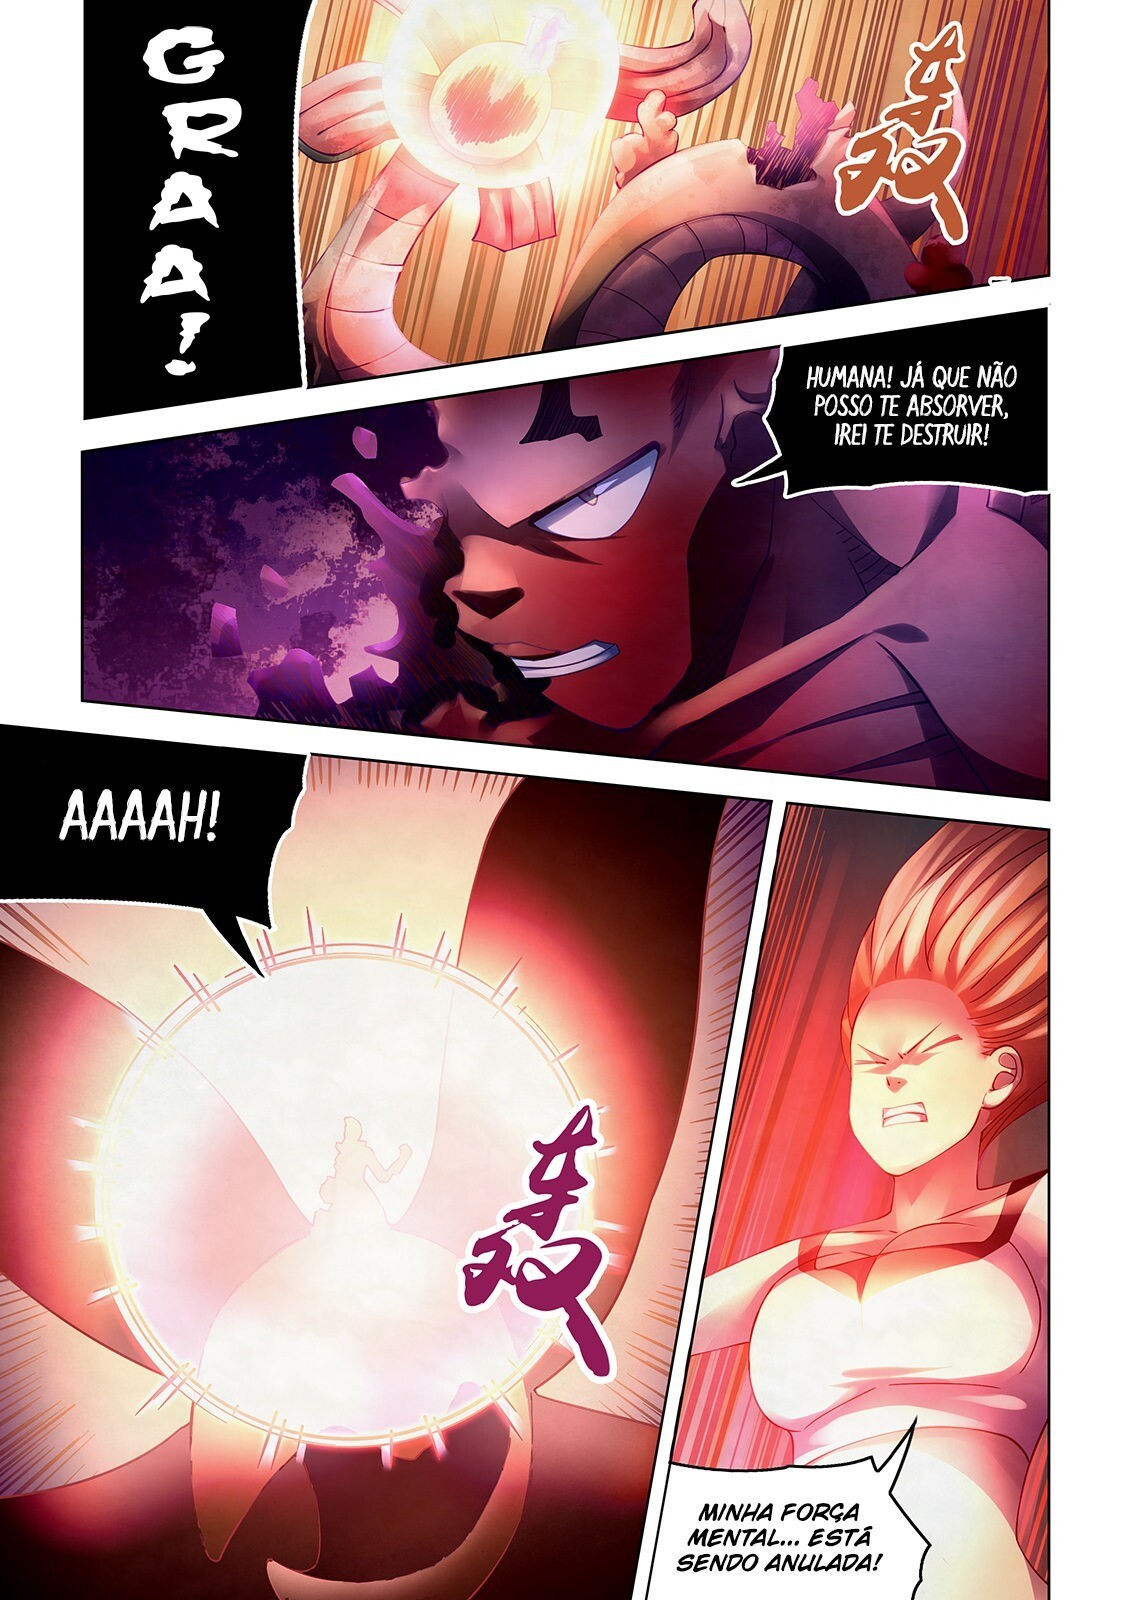 GRAA!
HUMANA! JÁ QUE NÃO
POSSO TE ABSORVER,
IREI TE DESTRUIR!
AAAAH!
MINHA FORÇA
MENTAL... ESTÁ
SENDO ANULADA!